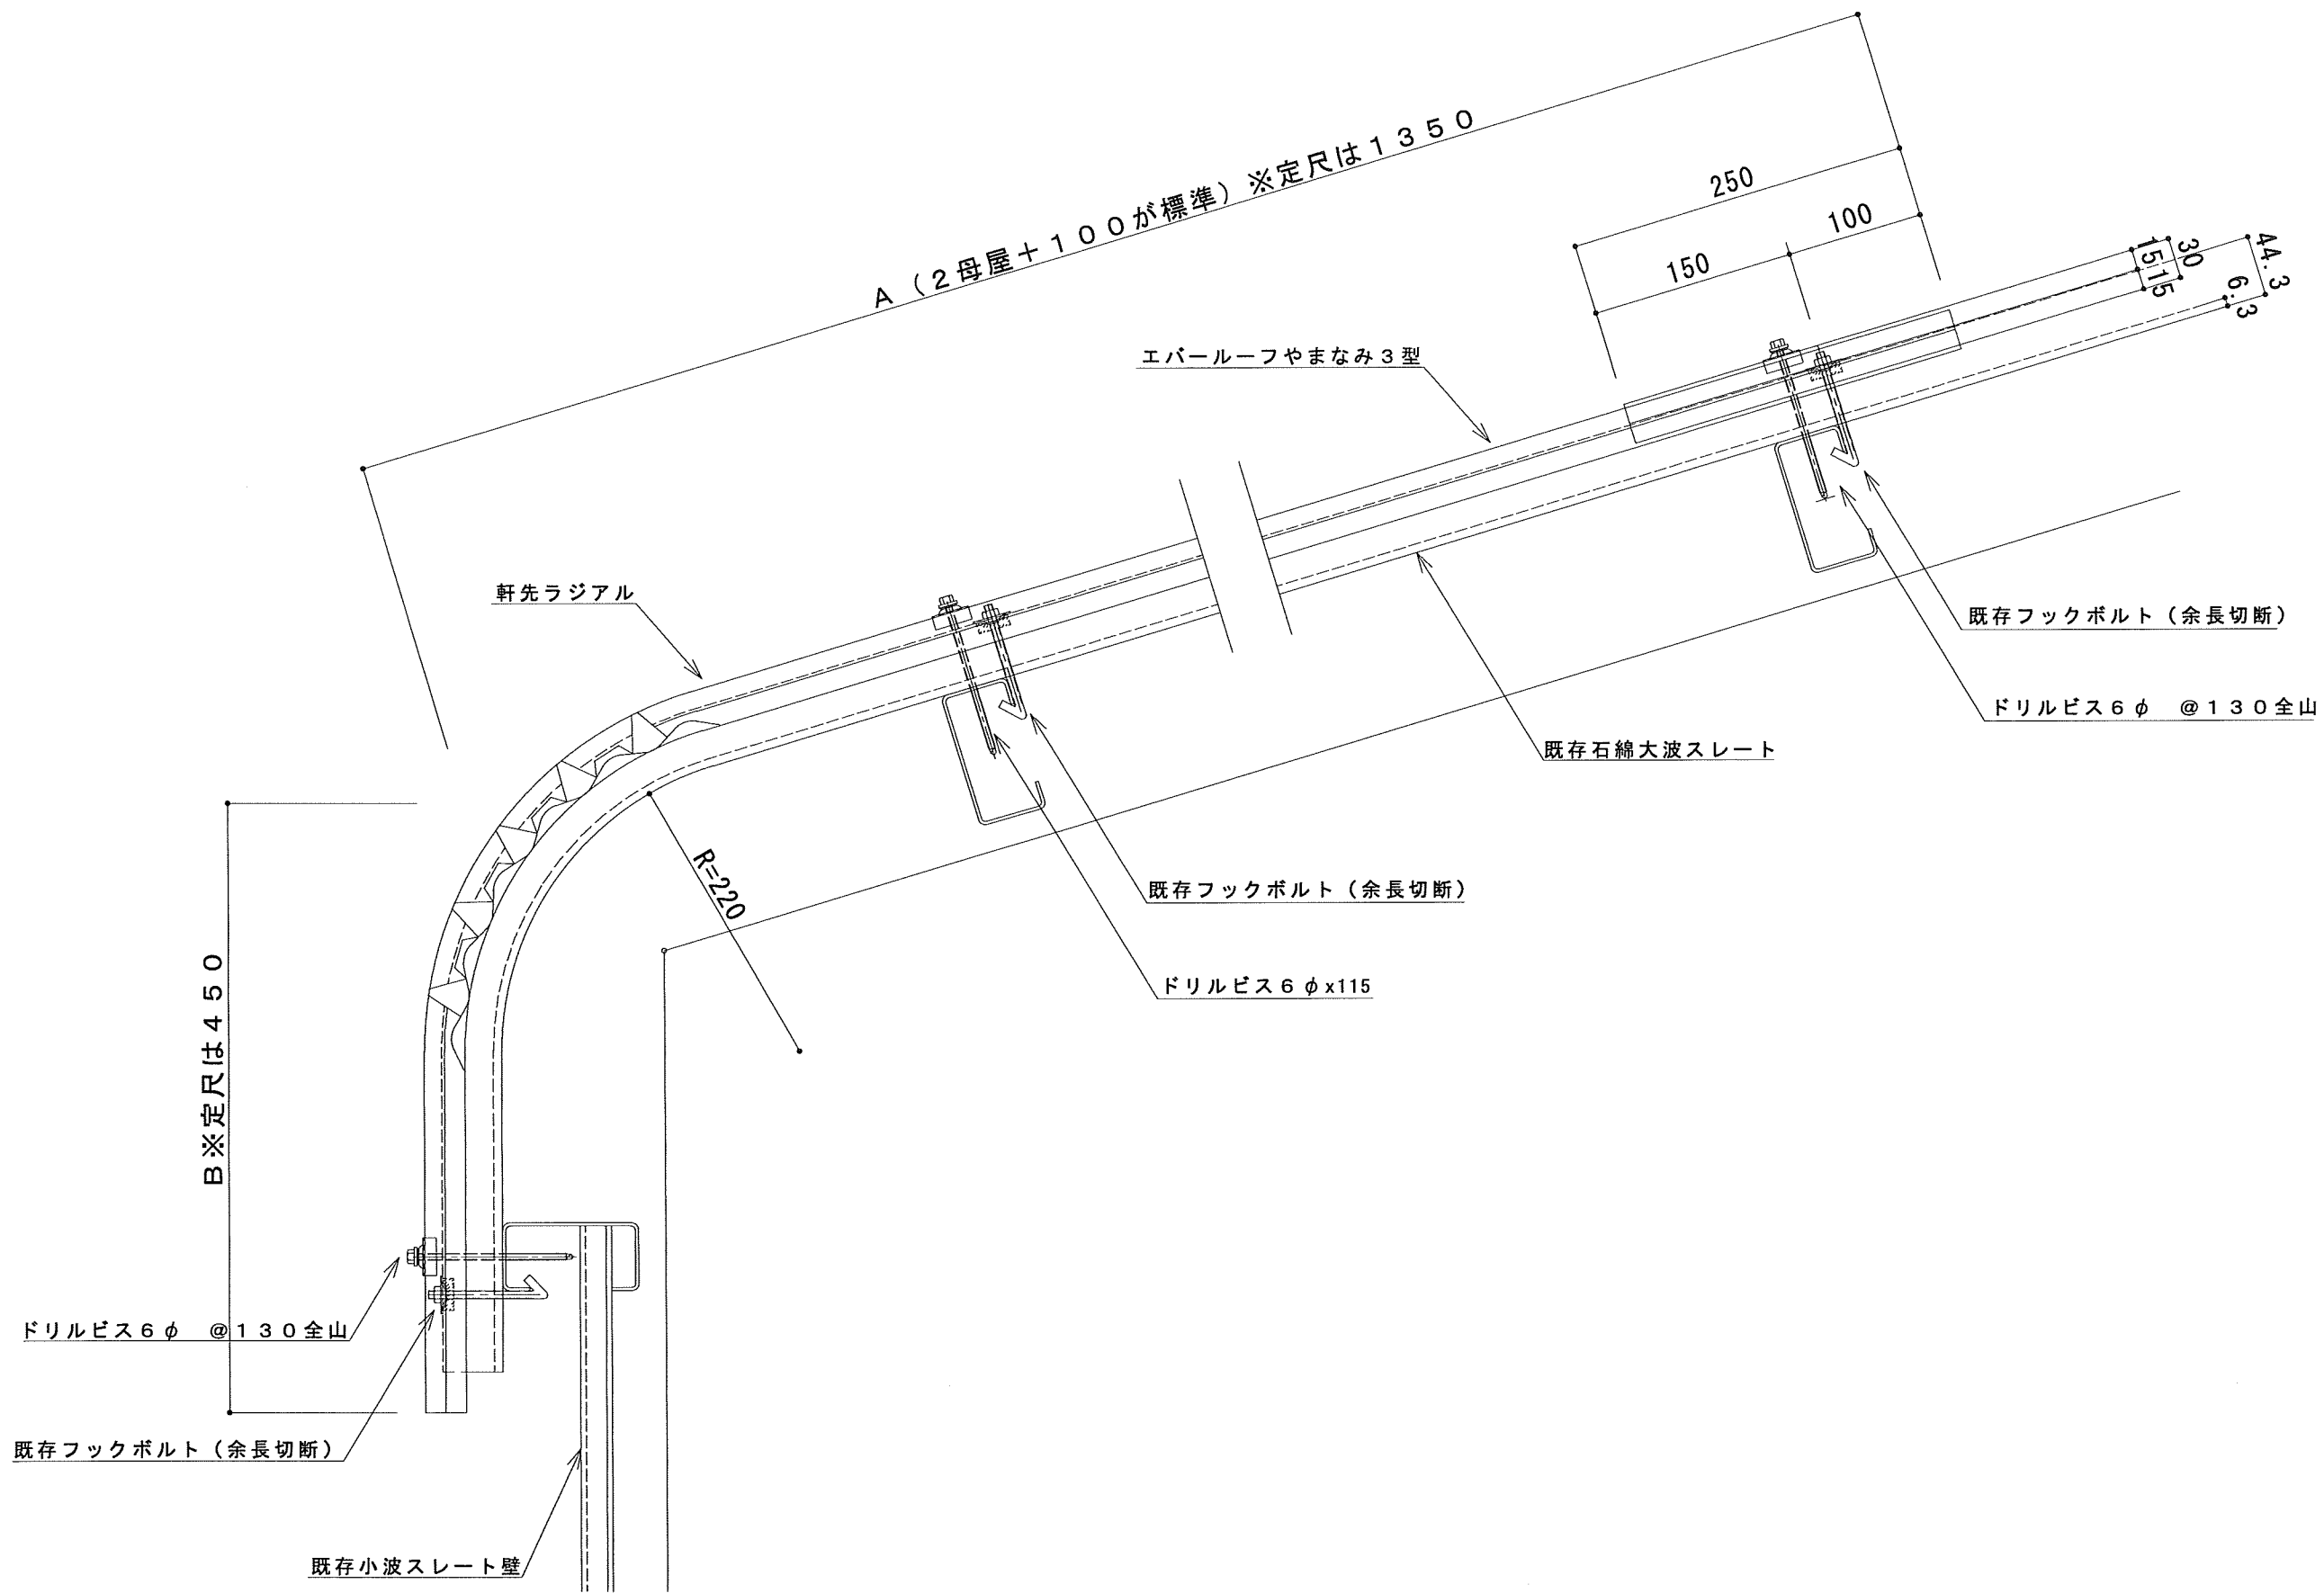 A（2母屋＋100が標準）※定尺は1350
250
150
100
15
15
30
44.3
6.3
エバールーフやまなみ3型
軒先ラジアル
既存フックボルト（余長切断）
ドリルビス6φ　@130全山
既存石綿大波スレート
R=220
既存フックボルト（余長切断）
ドリルビス6φx115
B※定尺は450
ドリルビス6φ　@130全山
既存フックボルト（余長切断）
既存小波スレート壁